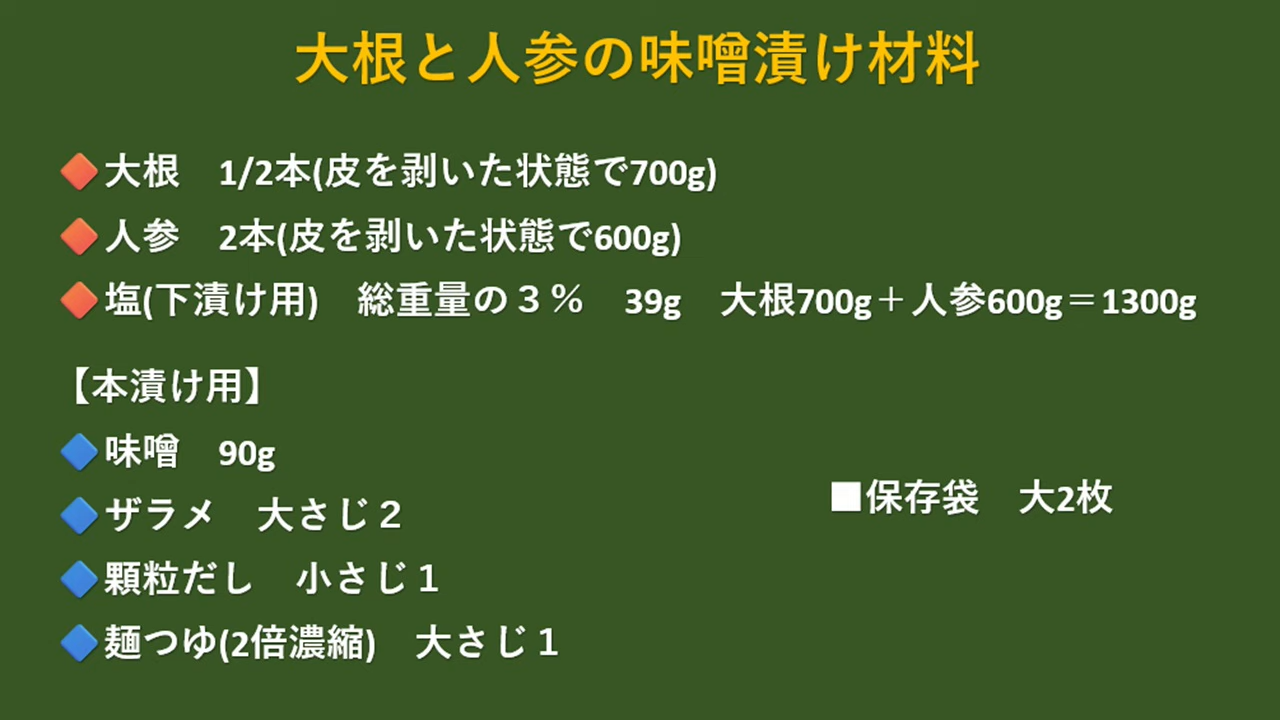 大根と人参の味噌漬け材料
🔶大根　1/2本(皮を剥いた状態で700g)
🔶人参　2本(皮を剥いた状態で600g)
🔶塩(下漬け用)　総重量の３％　39g　大根700g＋人参600g＝1300g
【本漬け用】
🔷味噌　90g
🔷ザラメ　大さじ２
🔷顆粒だし　小さじ１
🔷麺つゆ(2倍濃縮)　大さじ１
■保存袋　大2枚